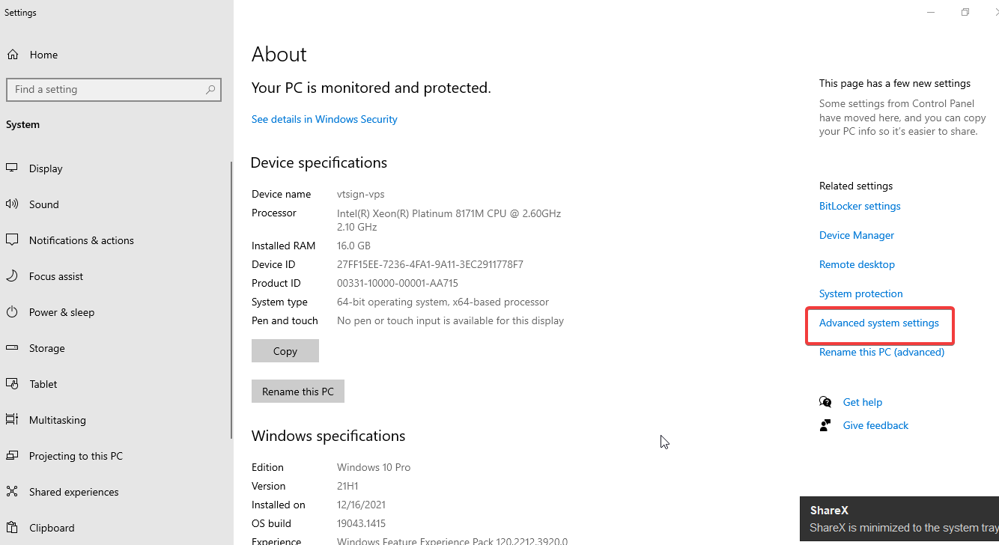 Settings
Home
Find a setting
System
Display
Sound
Notifications & actions
Focus assist
Power & sleep
Storage
Tablet
Multitasking
Projecting to this PC
Shared experiences
Clipboard
About
Your PC is monitored and protected.
See details in Windows Security
Device specifications
Device name vtsign-vps
Processor Intel(R) Xeon(R) Platinum 8171M CPU @ 2.60GHz
2.10 GHz
Installed RAM 16.0 GB
Device ID 27FF15EE-7236-4FA1-9A11-3EC2911778F7
Product ID 00331-10000-00001-AA715
System type 64-bit operating system, x64-based processor
Pen and touch No pen or touch input is available for this display
Copy
Rename this PC
Windows specifications
Edition Windows 10 Pro
Version 21H1
Installed on 12/16/2021
OS build 19043.1415
Experience Windows Feature Experience Pack 120.2212.3920.0
This page has a few new settings
Some settings from Control Panel
have moved here, and you can copy
your PC info so it’s easier to share.
Related settings
BitLocker settings
Device Manager
Remote desktop
System protection
Advanced system settings
Rename this PC (advanced)
Get help
Give feedback
ShareX
ShareX is minimized to the system tray